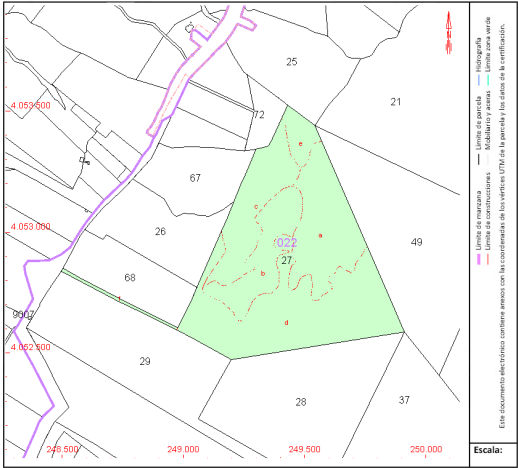 25
21
4.053.500
72
e
67
c
4.053.000
26
a
022
49
27
68
b
1
9007
d
4.052.500
29
28
37
248.500
249.000
249.500
250.000
Límite de manzana
Límite de parcela
Hidrografía
Límite de construcciones
Mobiliario y aceras
Límite zona verde
Este documento electrónico contiene anexos con las coordenadas de los vértices UTM de la parcela y los datos de la certificación.
Escala: